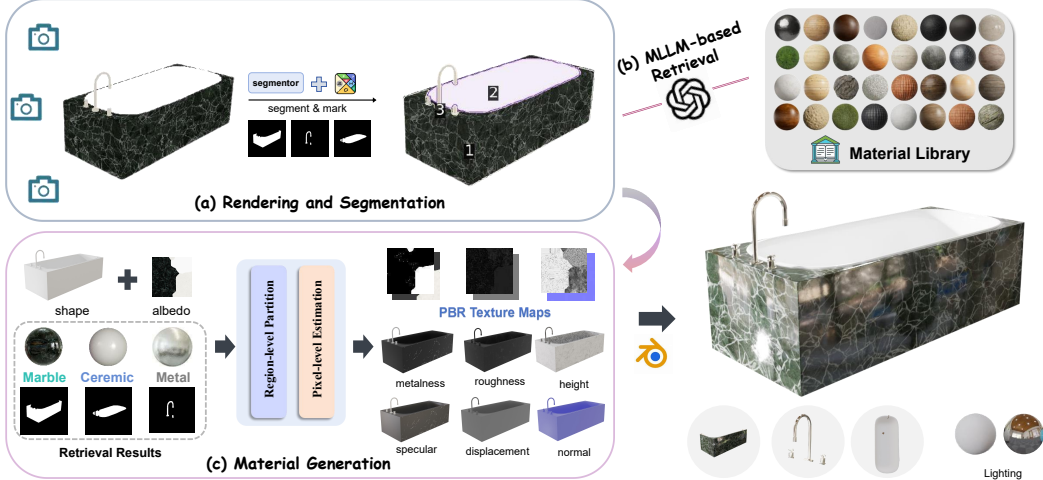 segmentor
segment & mark
2
3
1
(a) Rendering and Segmentation
(b) MLLM-based
Retrieval
Material Library
shape
albedo
Marble
Ceremic
Metal
Retrieval Results
Region-level Partition
Pixel-level Estimation
PBR Texture Maps
metalness
roughness
height
specular
displacement
normal
(c) Material Generation
Lighting